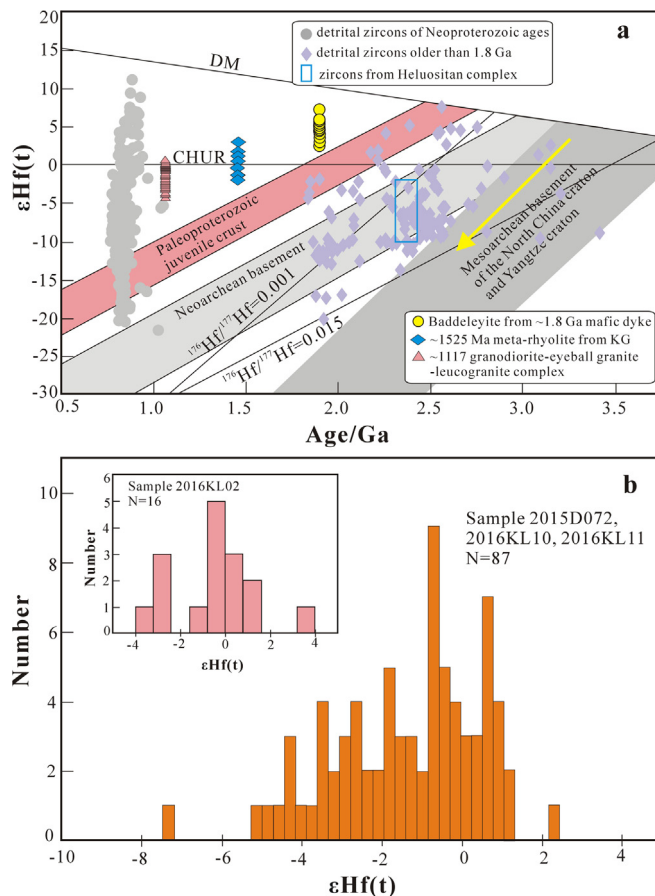 a
● detrital zircons of Neoproterozoic ages
◆ detrital zircons older than 1.8 Ga
zircons from Heluositan complex
DM
CHUR
Paleoproterozoic
juvenile crust
Neoarchean basement
¹⁷⁶Hf/¹⁷⁷Hf=0.001
¹⁷⁶Hf/¹⁷⁷Hf=0.015
Mesoarchean basement
of the North China craton
and Yangtze craton
Baddeleyite from ~1.8 Ga mafic dyke
~1525 Ma meta-rhyolite from KG
~1117 granodiorite-eyeball granite
-leucogranite complex
εHf(t)
20
15
10
5
0
-5
-10
-15
-20
-25
-30
0.5 1.0 1.5 2.0 2.5 3.0 3.5
Age/Ga
b
Sample 2016KL02
N=16
Number
6
5
4
3
2
1
0
-4 -2 0 2 4
εHf(t)
Sample 2015D072,
2016KL10, 2016KL11
N=87
Number
10
8
6
4
2
0
-10 -8 -6 -4 -2 0 2 4
εHf(t)